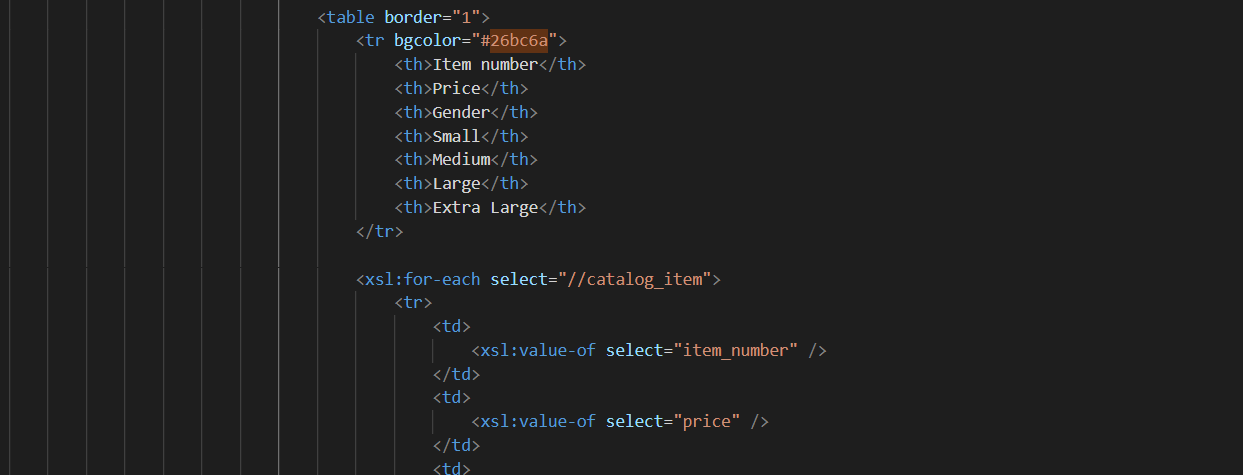 <table border="1">
<tr bgcolor="#26bc6a">
<th>Item number</th>
<th>Price</th>
<th>Gender</th>
<th>Small</th>
<th>Medium</th>
<th>Large</th>
<th>Extra Large</th>
</tr>
<xsl:for-each select="//catalog_item">
<tr>
<td>
<xsl:value-of select="item_number" />
</td>
<td>
<xsl:value-of select="price" />
</td>
<td>